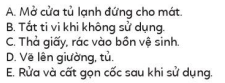 A. Mở cửa tủ lạnh đứng cho mát.
B. Tắt ti vi khi không sử dụng.
C. Thả giấy, rác vào bồn vệ sinh.
D. Vẽ lên giường, tủ.
E. Rửa và cất gọn cốc sau khi sử dụng.